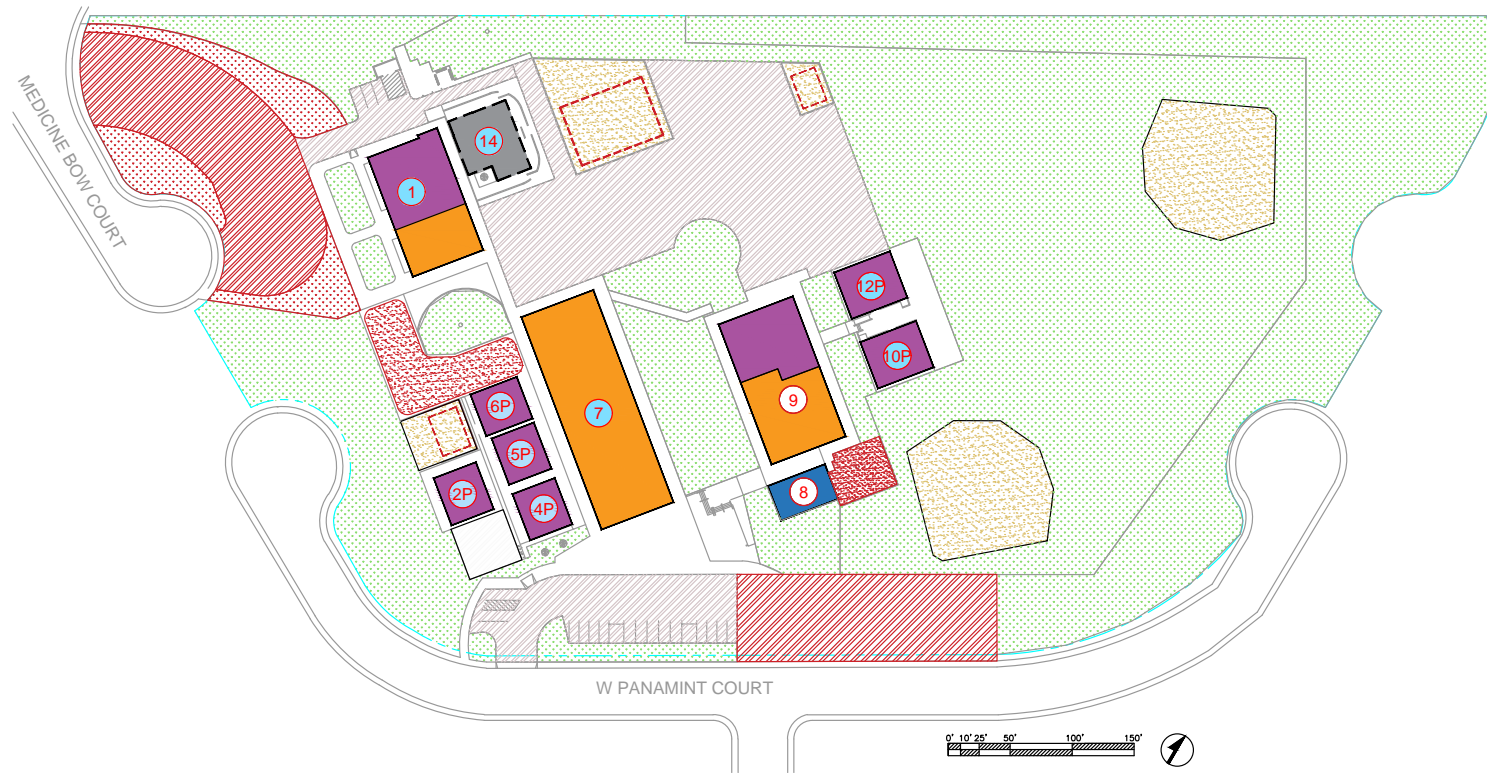 MEDICINE BOW COURT
14
1
12P
10P
6P
7
9
5P
2P
8
4P
W PANAMINT COURT
0' 10' 25' 50' 100' 150'